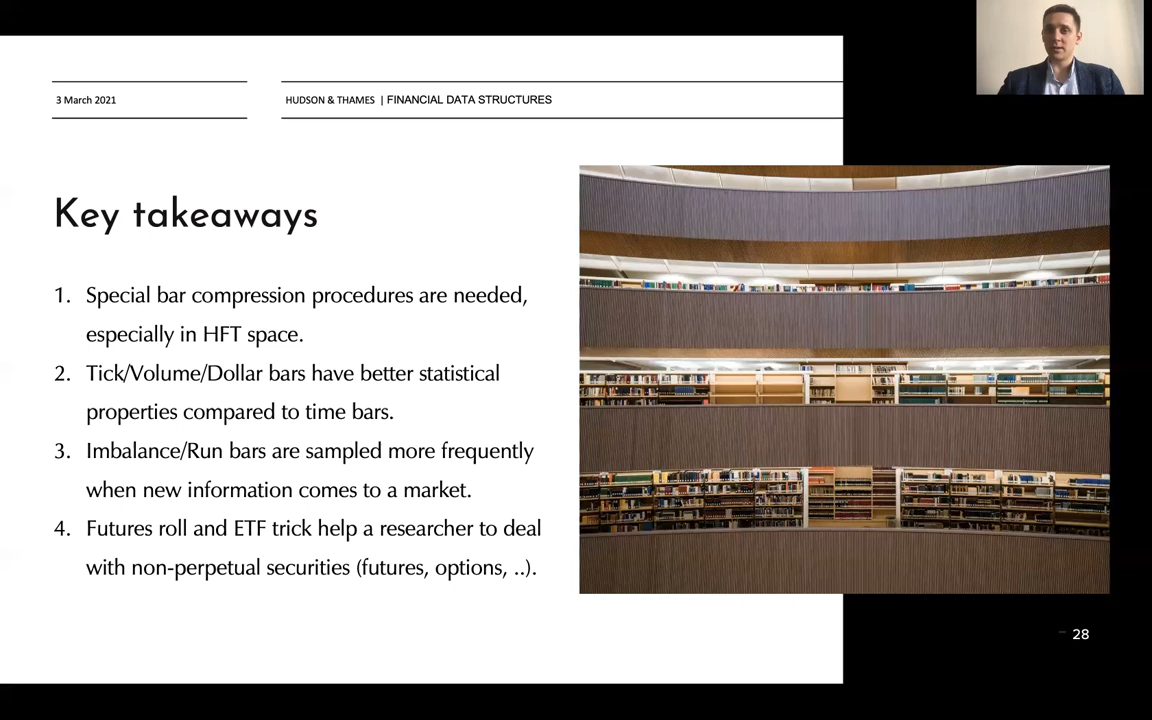 3 March 2021
HUDSON & THAMES | FINANCIAL DATA STRUCTURES
Key takeaways
1. Special bar compression procedures are needed,
especially in HFT space.
2. Tick/Volume/Dollar bars have better statistical
properties compared to time bars.
3. Imbalance/Run bars are sampled more frequently
when new information comes to a market.
4. Futures roll and ETF trick help a researcher to deal
with non-perpetual securities (futures, options, ..).
28